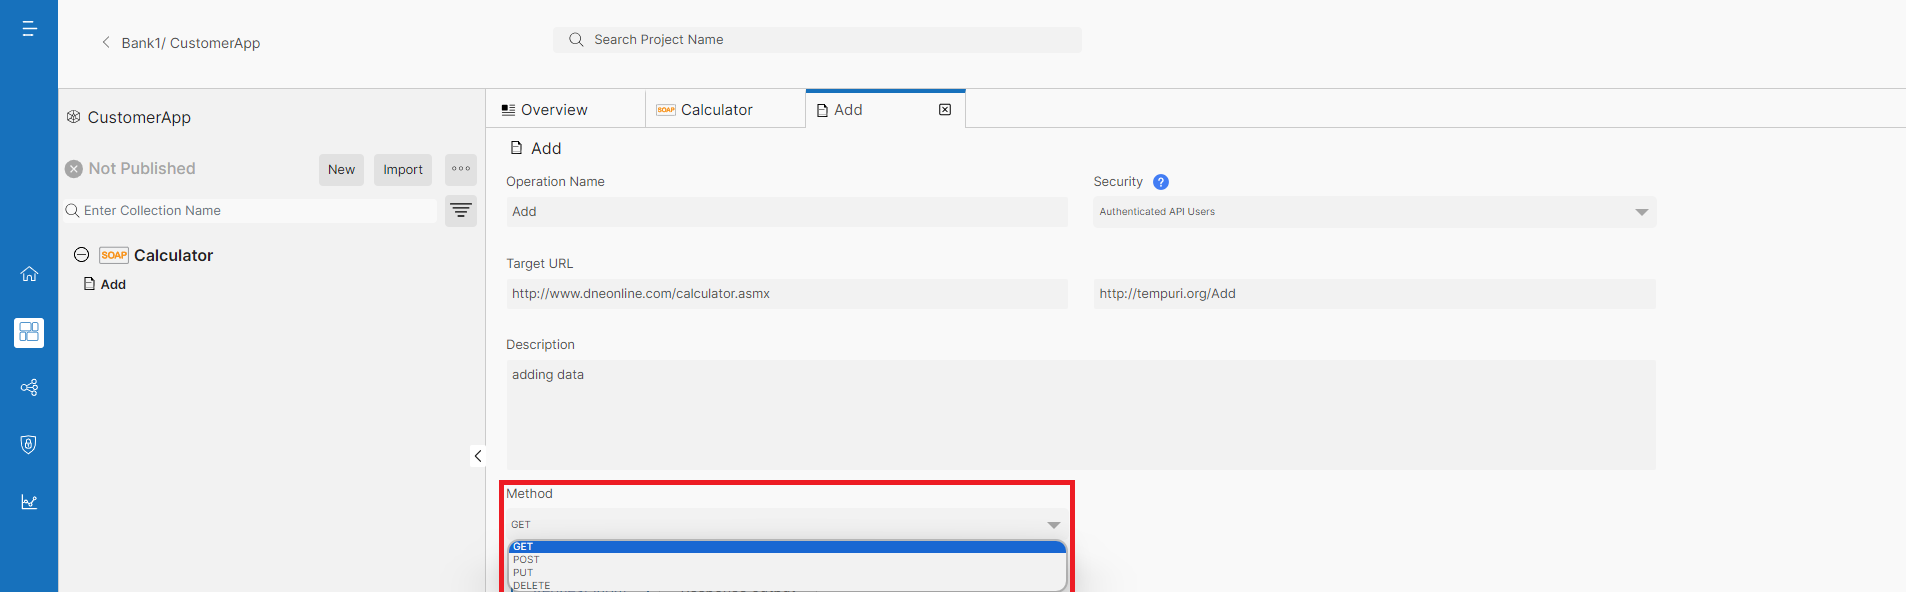 Bank1/ CustomerApp
Search Project Name
CustomerApp
Not Published
New
Import
Enter Collection Name
SOAP Calculator
Add
Overview
SOAP Calculator
Add
Add
Operation Name
Security ?
Add
Authenticated API Users
Target URL
http://www.dneonline.com/calculator.asmx
http://tempuri.org/Add
Description
adding data
Method
GET
GET
POST
PUT
DELETE